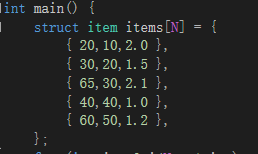 int main() {
struct item items[N] = {
{ 20,10,2.0 },
{ 30,20,1.5 },
{ 65,30,2.1 },
{ 40,40,1.0 },
{ 60,50,1.2 },
};